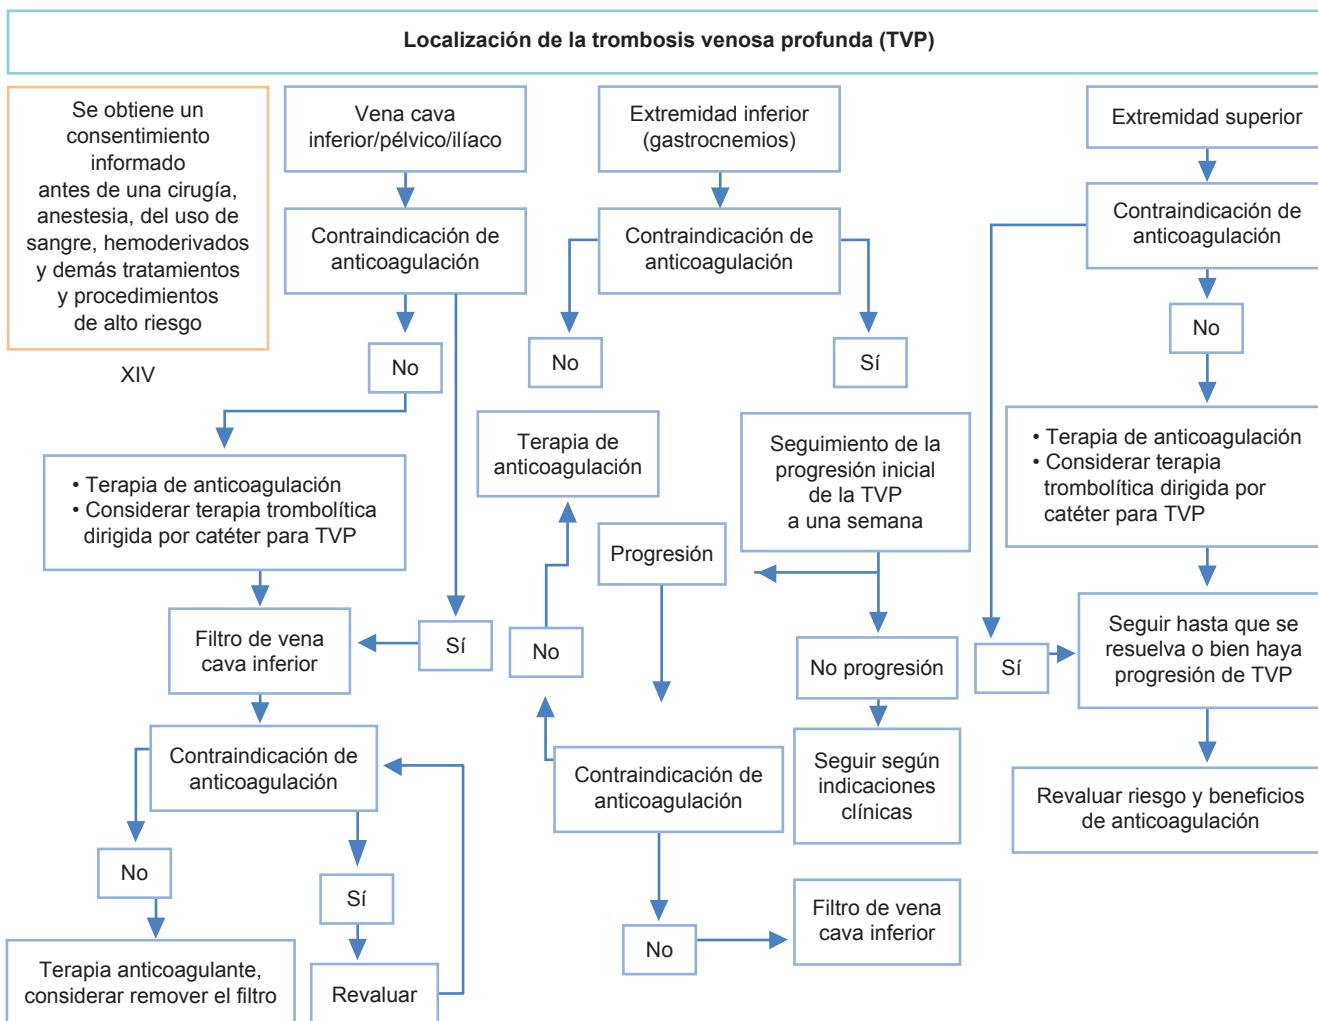 Localización de la trombosis venosa profunda (TVP)
Se obtiene un
consentimiento
informado
antes de una cirugía,
anestesia, del uso de
sangre, hemoderivados
y demás tratamientos
y procedimientos
de alto riesgo
XIV
Vena cava
inferior/pélvico/ilíaco
Contraindicación de
anticoagulación
No
• Terapia de anticoagulación
• Considerar terapia trombolítica
dirigida por catéter para TVP
Sí
Filtro de vena
cava inferior
Contraindicación de
anticoagulación
No
Sí
Terapia anticoagulante,
considerar remover el filtro
Revaluar
Extremidad inferior
(gastrocnemios)
Contraindicación de
anticoagulación
No
Sí
Terapia de
anticoagulación
Seguimiento de la
progresión inicial
de la TVP
a una semana
Progresión
No
No progresión
Contraindicación de
anticoagulación
Seguir según
indicaciones
clínicas
No
Filtro de vena
cava inferior
Extremidad superior
Contraindicación de
anticoagulación
No
• Terapia de anticoagulación
• Considerar terapia
trombolítica dirigida por
catéter para TVP
Sí
Seguir hasta que se
resuelva o bien haya
progresión de TVP
Revaluar riesgo y beneficios
de anticoagulación